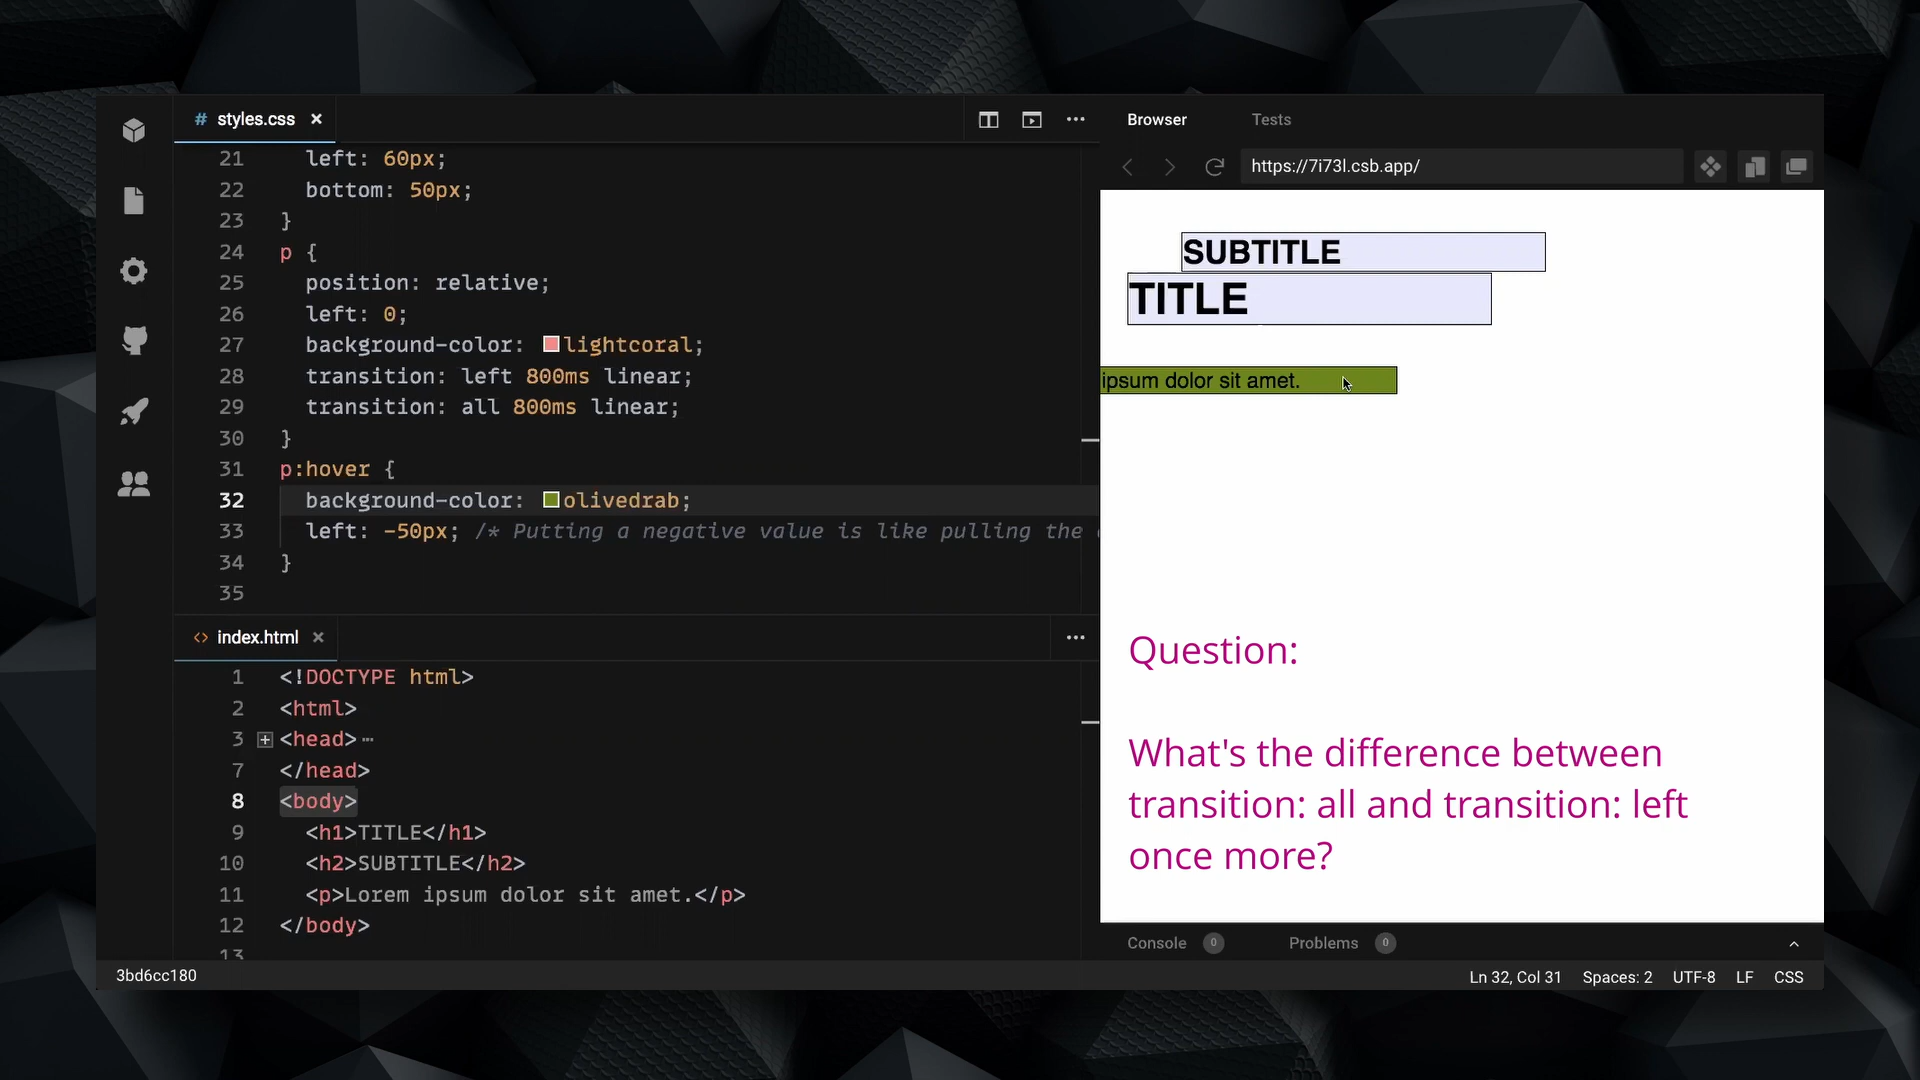 # styles.css
21 left: 60px;
22 bottom: 50px;
23 }
24 p {
25 position: relative;
26 left: 0;
27 background-color: lightcoral;
28 transition: left 800ms linear;
29 transition: all 800ms linear;
30 }
31 p:hover {
32 background-color: olivedrab;
33 left: -50px; /* Putting a negative value is like pulling the
34 }
35
<> index.html
1 <!DOCTYPE html>
2 <html>
3 <head>
7 </head>
8 <body>
9 <h1>TITLE</h1>
10 <h2>SUBTITLE</h2>
11 <p>Lorem ipsum dolor sit amet.</p>
12 </body>
13
3bd6cc180
Browser Tests
https://7i73l.csb.app/
SUBTITLE
TITLE
ipsum dolor sit amet.
Question:
What's the difference between
transition: all and transition: left
once more?
Console 0 Problems 0
Ln 32, Col 31 Spaces: 2 UTF-8 LF CSS